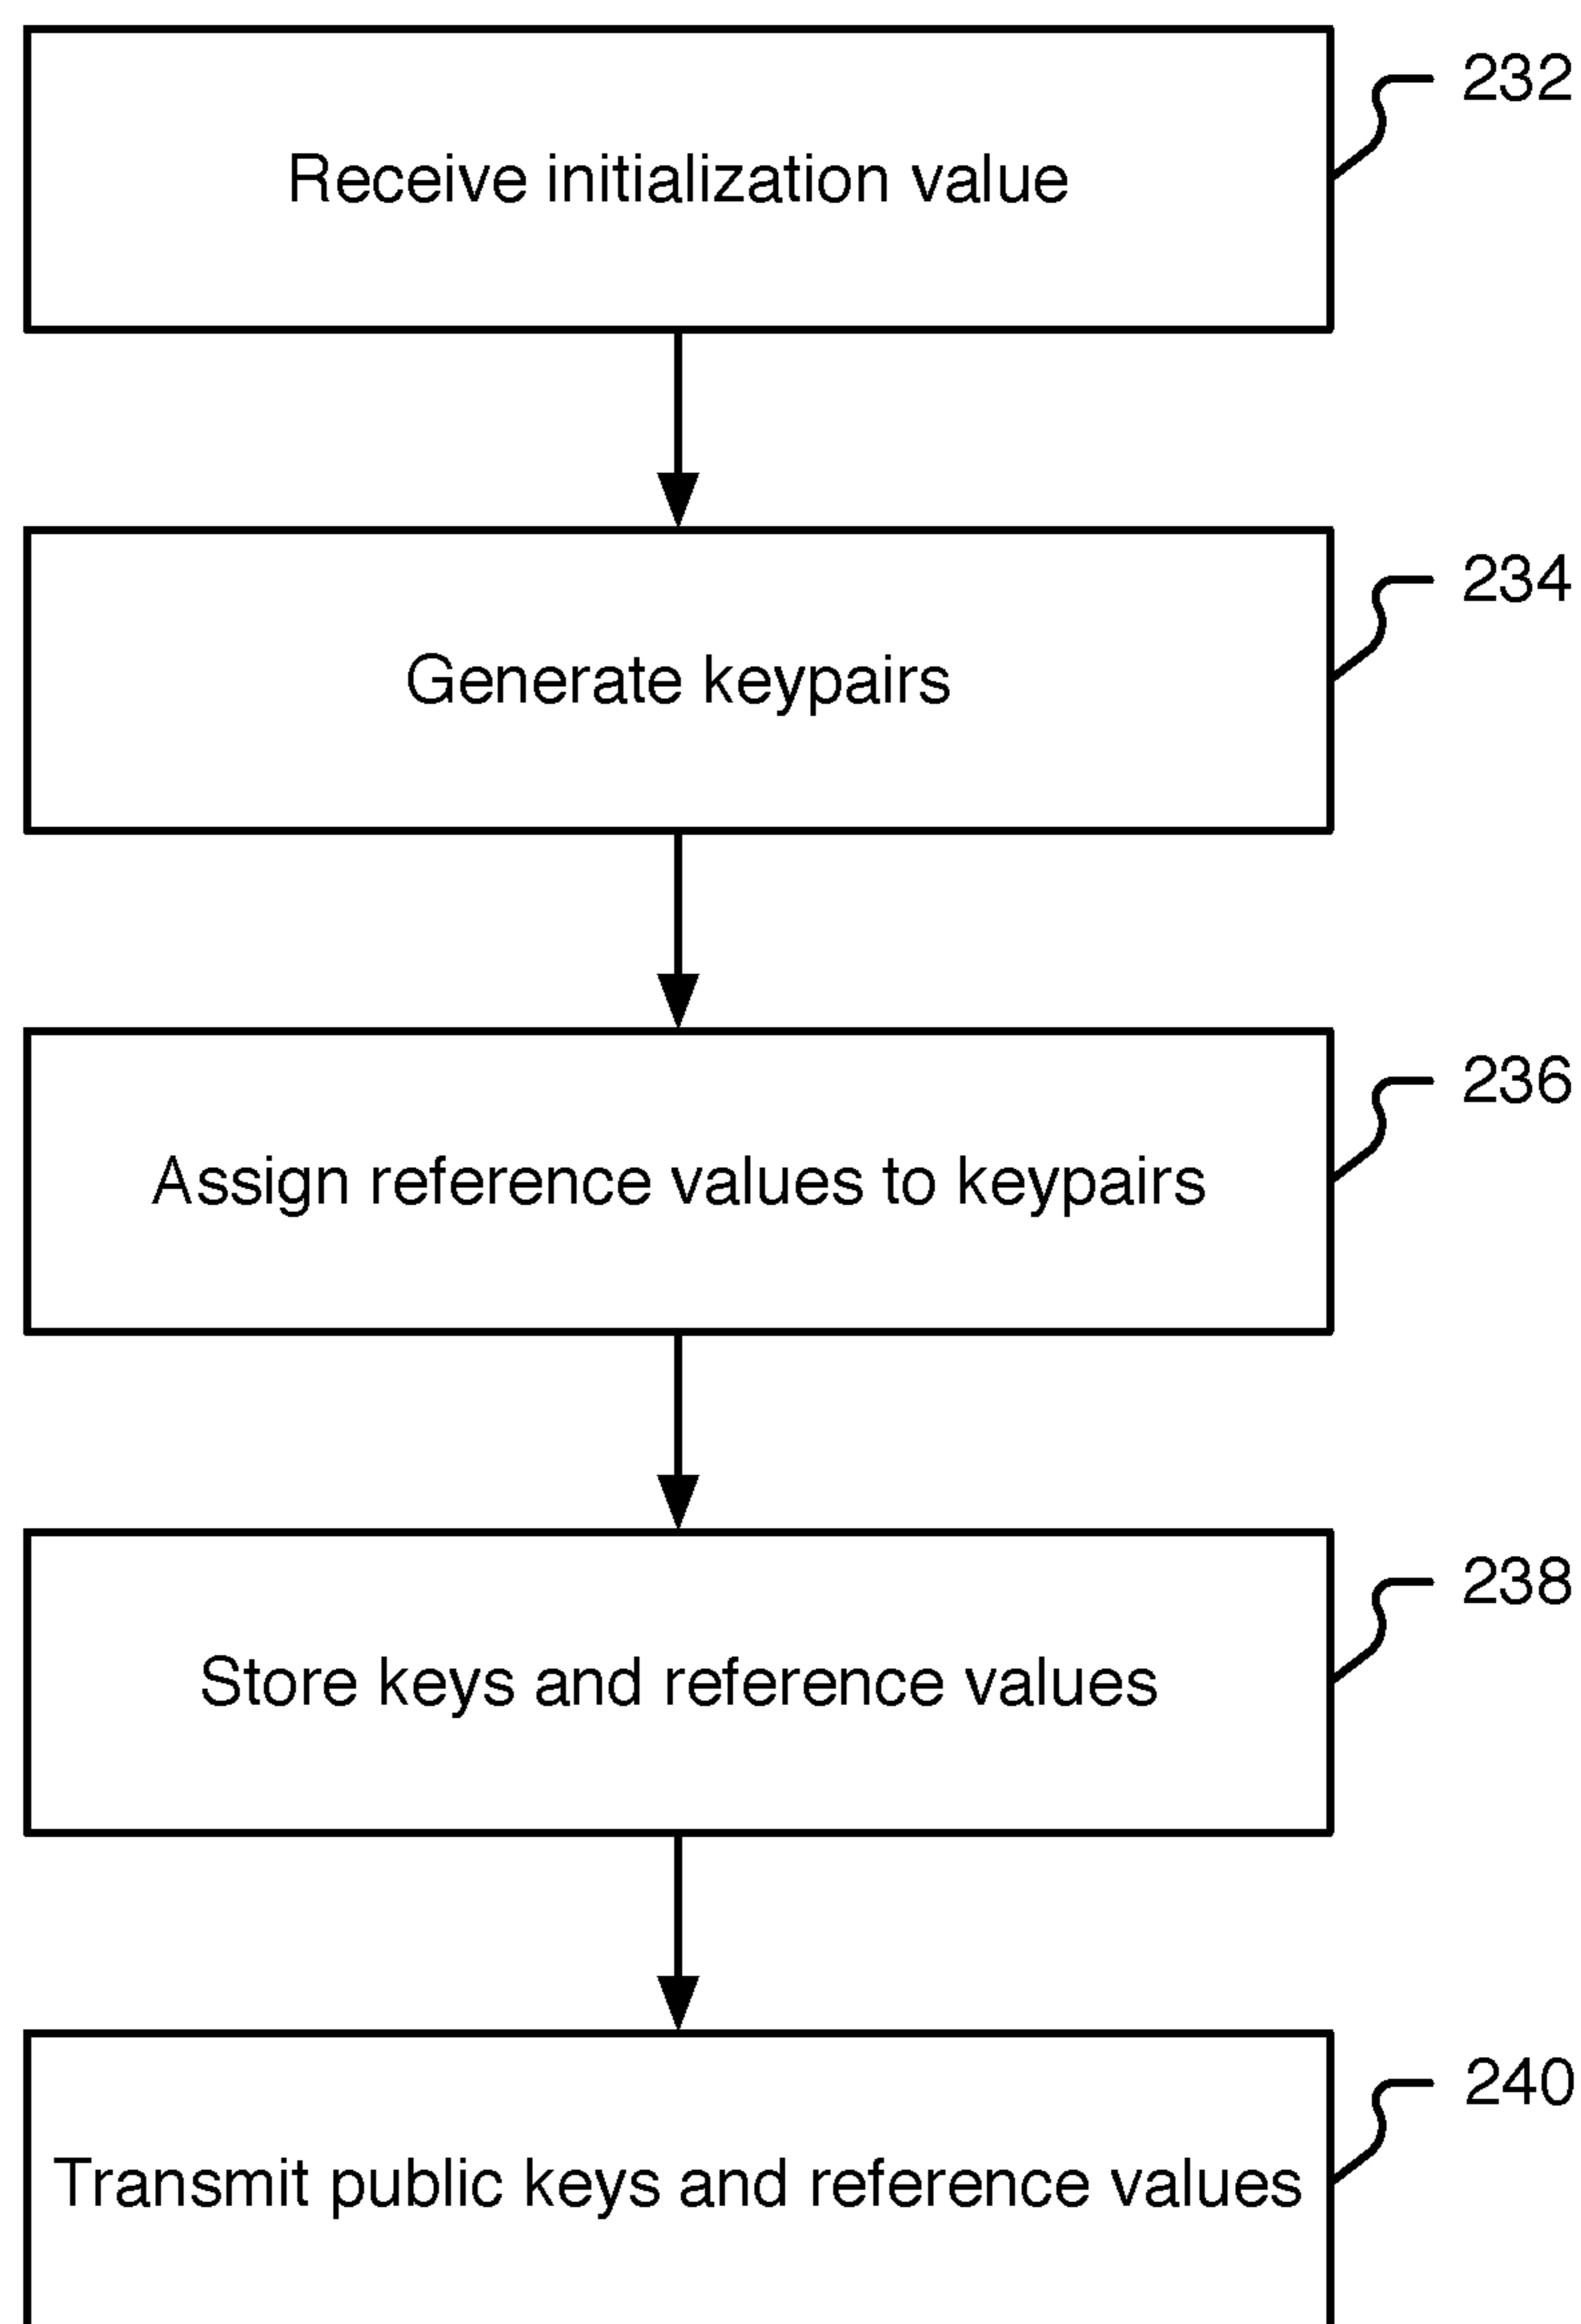 232
Receive initialization value
234
Generate keypairs
236
Assign reference values to keypairs
238
Store keys and reference values
240
Transmit public keys and reference values